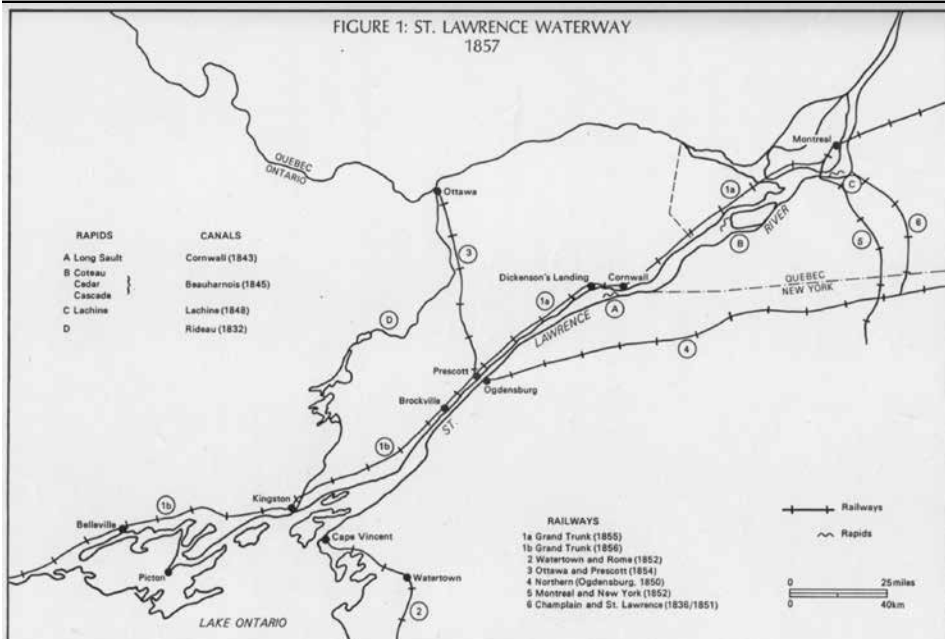 FIGURE 1: ST. LAWRENCE WATERWAY
1857
Montreal
QUEBEC
ONTARIO
Ottawa
1a
C
RAPIDS
CANALS
A Long Sault
Cornwall (1843)
B Coteau
Cedar
Cascade
}
Beauharnois (1845)
C Lachine
Lachine (1848)
D
Rideau (1832)
3
B
RIVER
5
6
Dickenson's Landing
Cornwall
QUEBEC
NEW YORK
1a
A
LAWRENCE
D
4
Prescott
Ogdensburg
Brockville
ST.
1b
Kingston
1b
Belleville
Cape Vincent
Picton
Watertown
2
LAKE ONTARIO
RAILWAYS
1a Grand Trunk (1855)
1b Grand Trunk (1856)
2 Watertown and Rome (1852)
3 Ottawa and Prescott (1854)
4 Northern (Ogdensburg, 1850)
5 Montreal and New York (1852)
6 Champlain and St. Lawrence (1836/1851)
Railways
Rapids
0
25 miles
0
40km